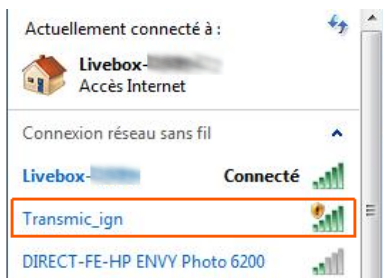 Actuellement connecté à :
Livebox-
Accès Internet
Connexion réseau sans fil
Livebox- Connecté
Transmic_ign
DIRECT-FE-HP ENVY Photo 6200